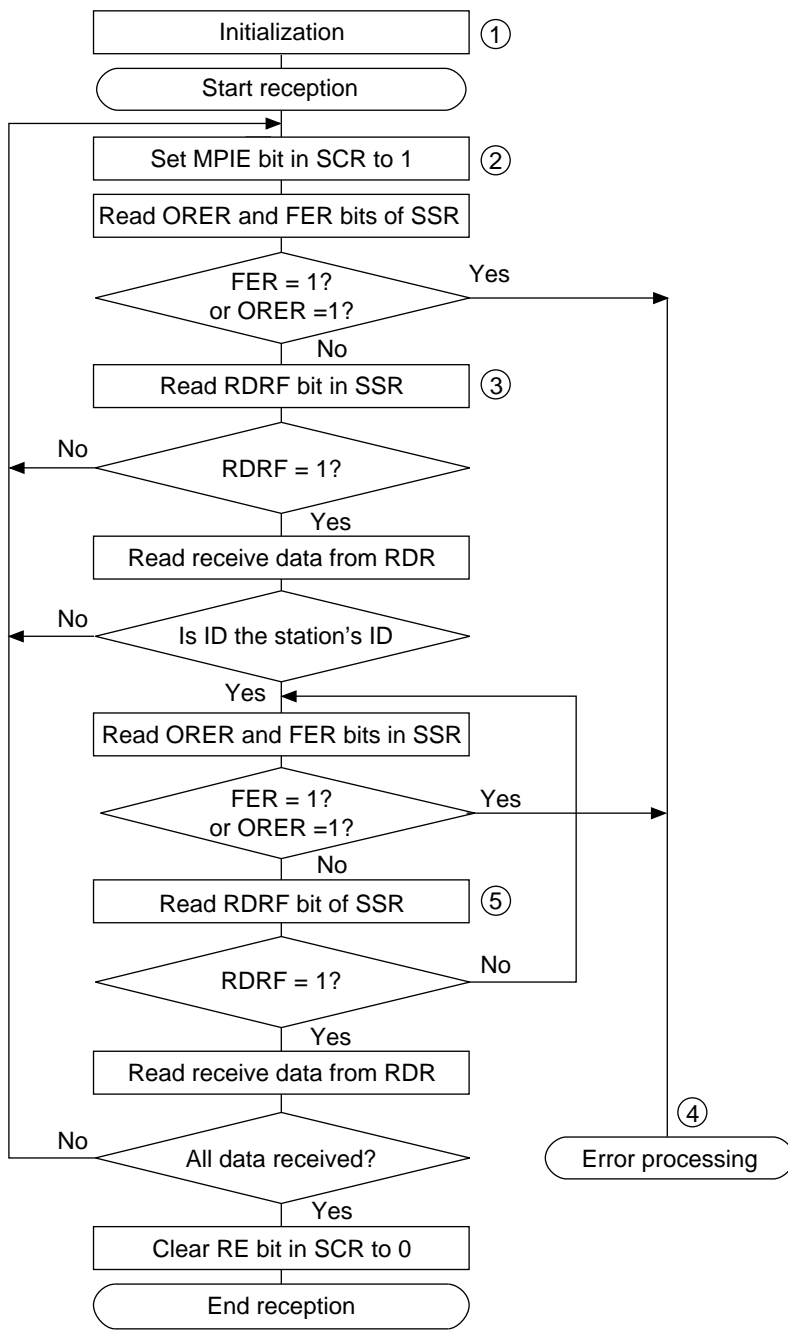 Initialization
①
Start reception
Set MPIE bit in SCR to 1
②
Read ORER and FER bits of SSR
FER = 1?
or ORER =1?
Yes
No
Read RDRF bit in SSR
③
No
RDRF = 1?
Yes
Read receive data from RDR
No
Is ID the station's ID
Yes
Read ORER and FER bits in SSR
FER = 1?
or ORER =1?
Yes
No
Read RDRF bit of SSR
⑤
RDRF = 1?
No
Yes
Read receive data from RDR
④
No
All data received?
Error processing
Yes
Clear RE bit in SCR to 0
End reception